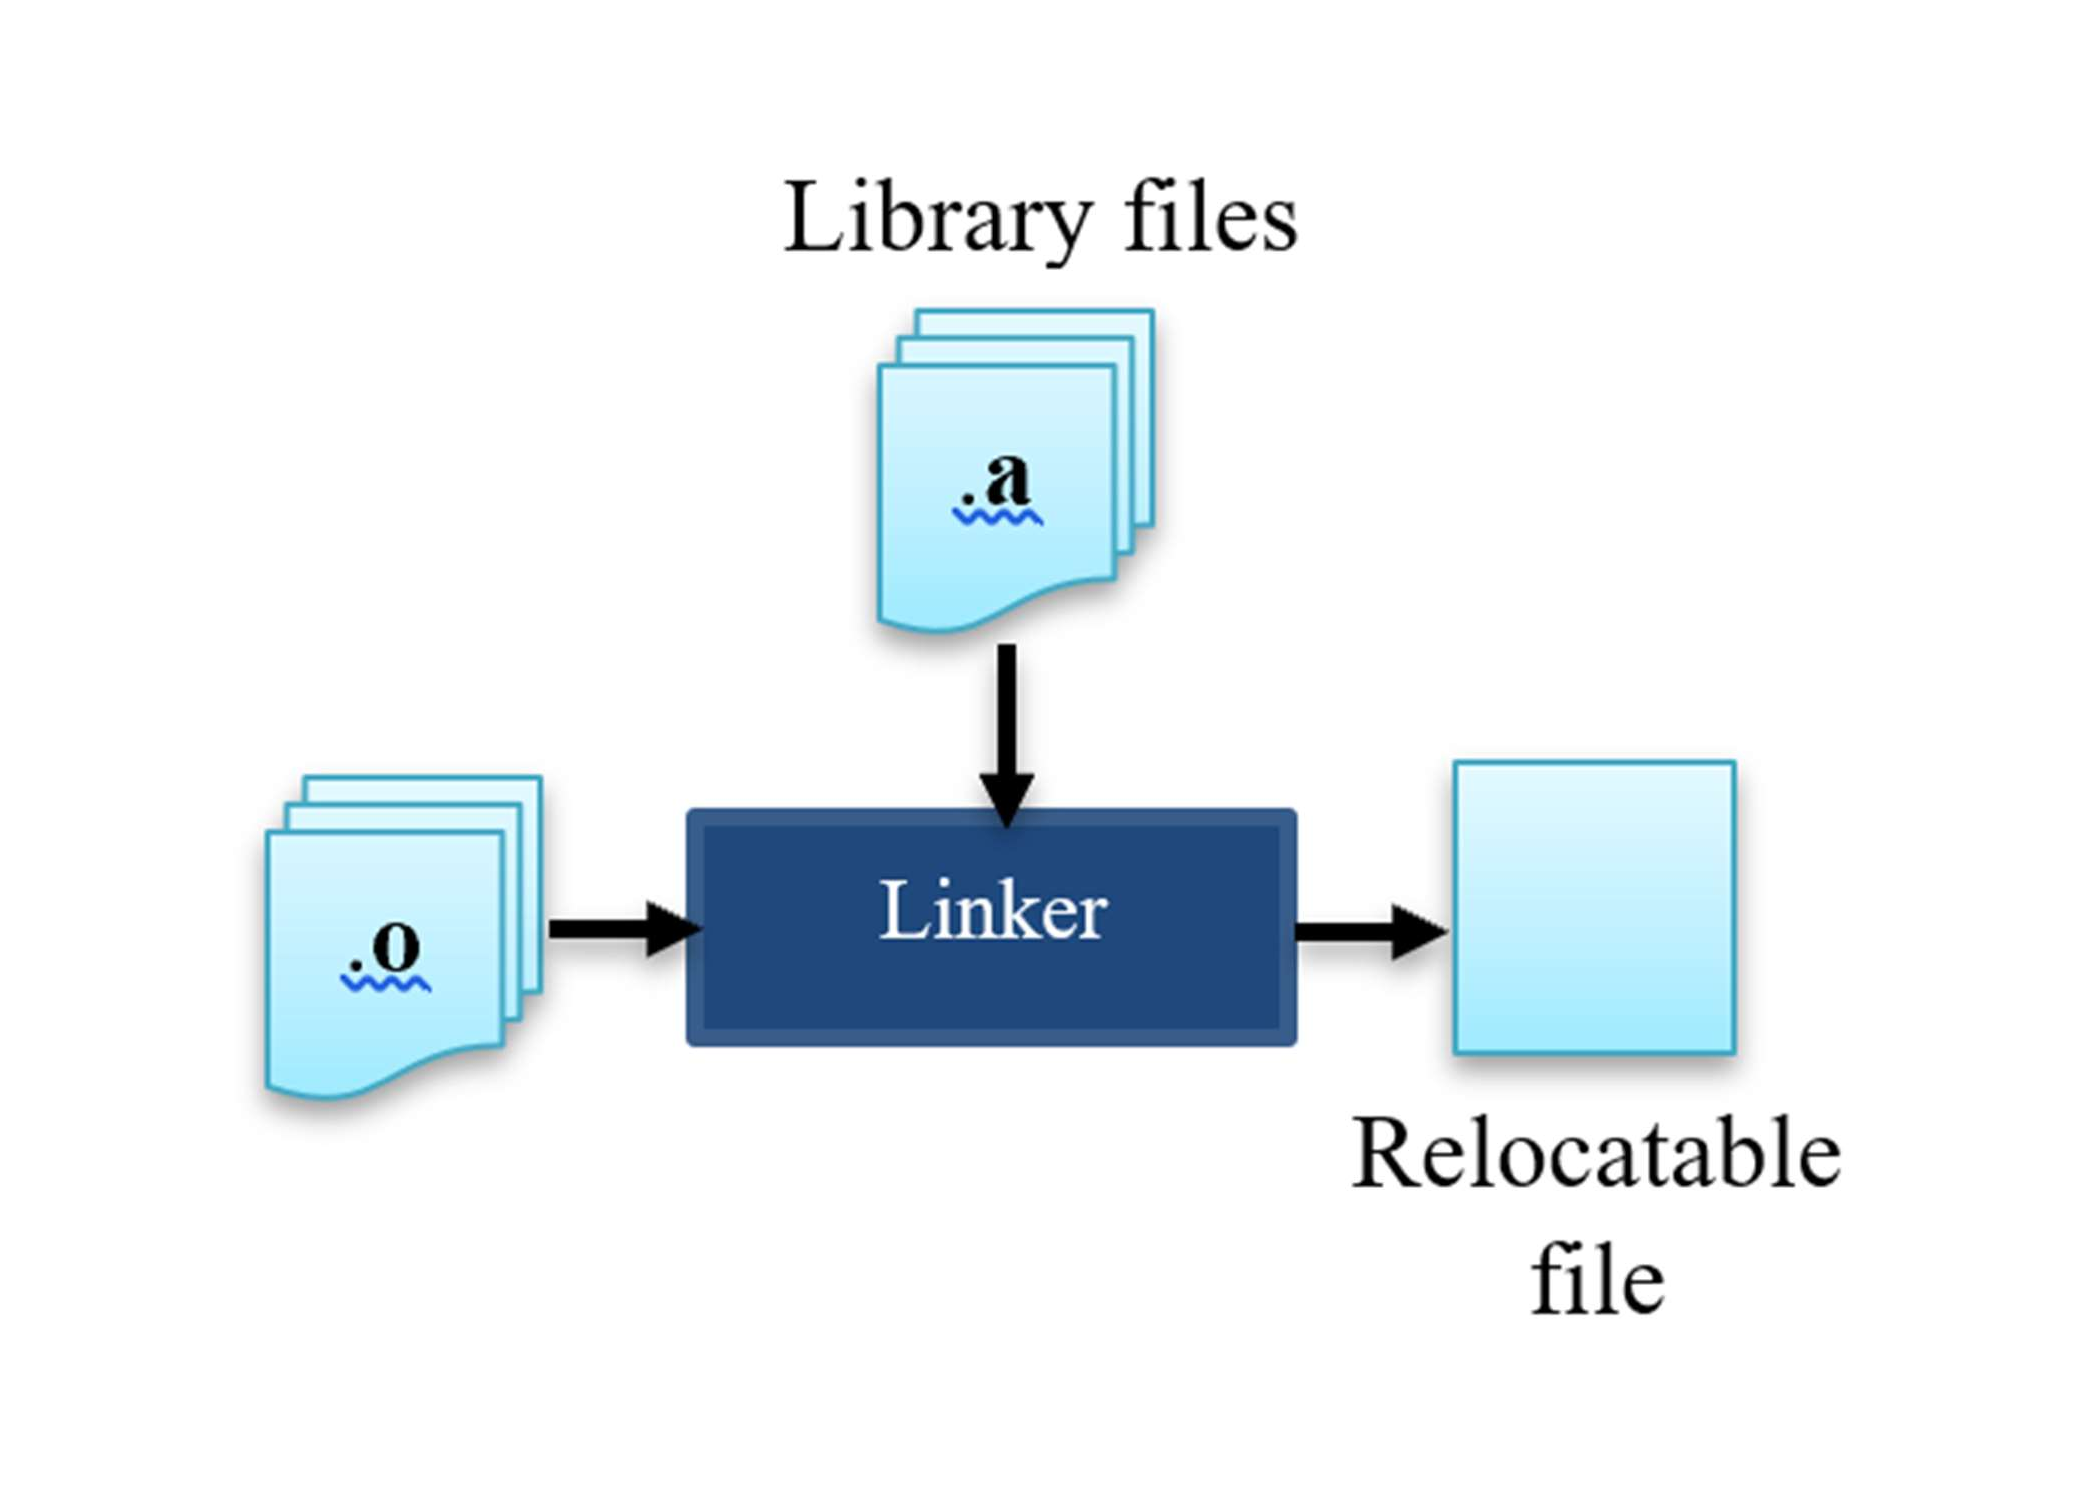 Library files
.a
.o
Linker
Relocatable
file